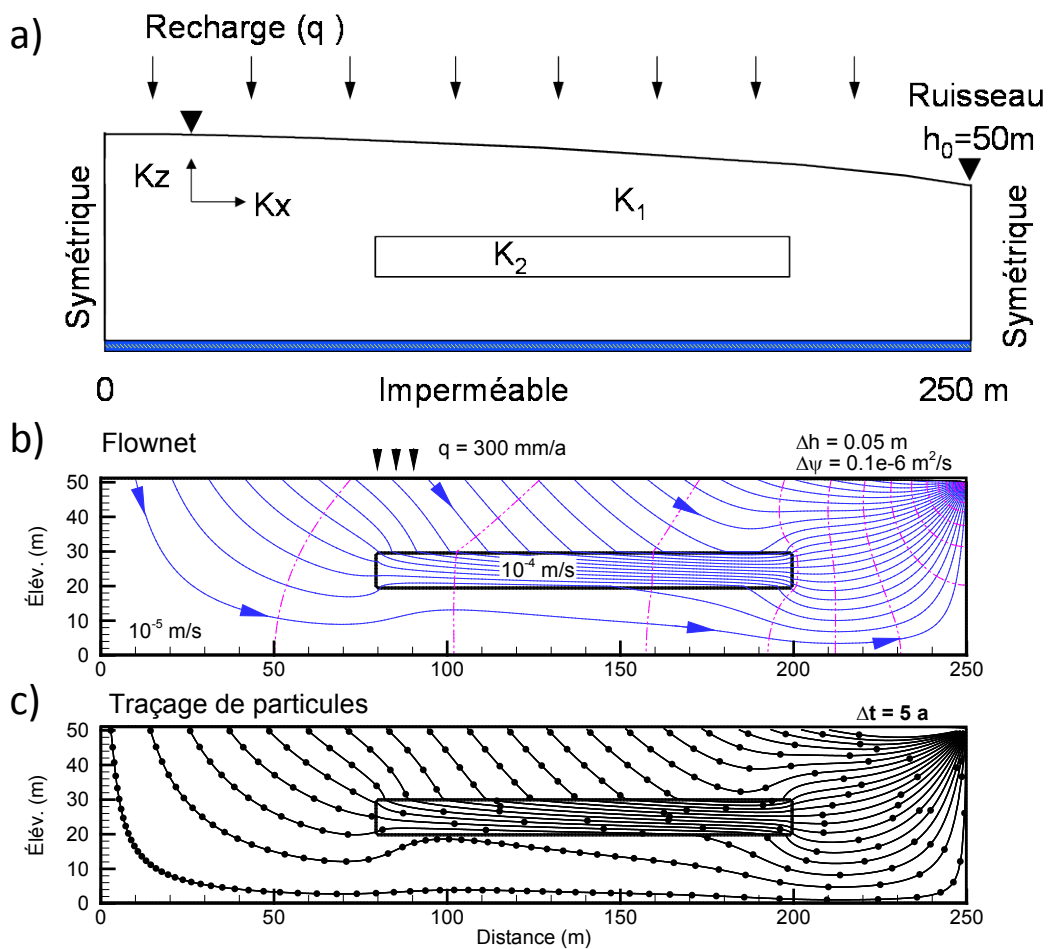 a)
Recharge (q )
Ruisseau
h₀=50m
Kz
Kx
K₁
K₂
Symétrique
Symétrique
0
Imperméable
250 m
b)
Flownet
q = 300 mm/a
Δh = 0.05 m
Δψ = 0.1e-6 m²/s
Élév. (m)
50
40
30
20
10
0
10⁻⁴ m/s
10⁻⁵ m/s
0 50 100 150 200 250
c)
Traçage de particules
Δt = 5 a
Élév. (m)
50
40
30
20
10
0
0 50 100 150 200 250
Distance (m)